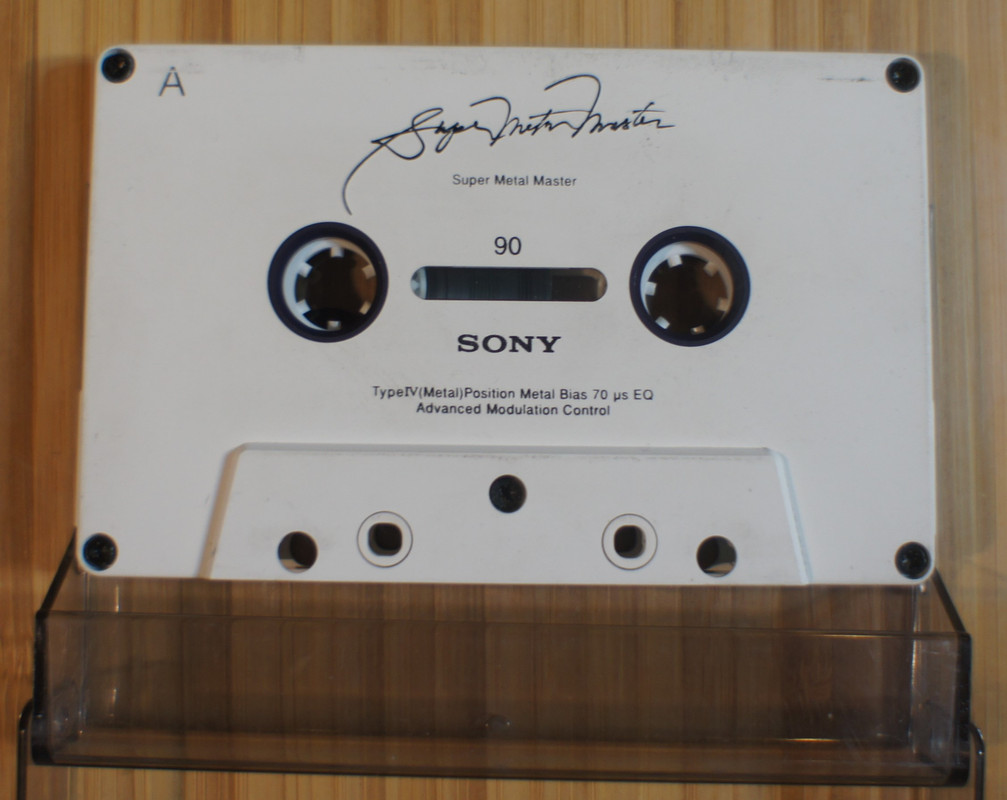 A
Super Metal Master
Super Metal Master
90
SONY
TypeⅣ(Metal)Position Metal Bias 70 µs EQ
Advanced Modulation Control